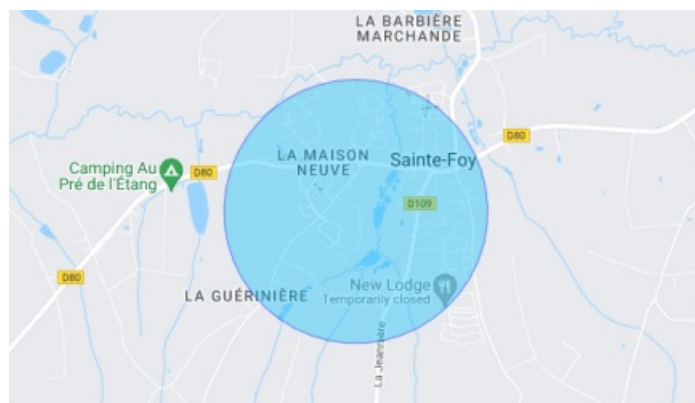 LA BARBIÈRE
MARCHANDE
D80
LA MAISON
NEUVE
Sainte-Foy
Camping Au
Pré de l'Étang
D80
D109
D80
LA GUÉRINIÈRE
New Lodge
Temporarily closed
La Jeannière